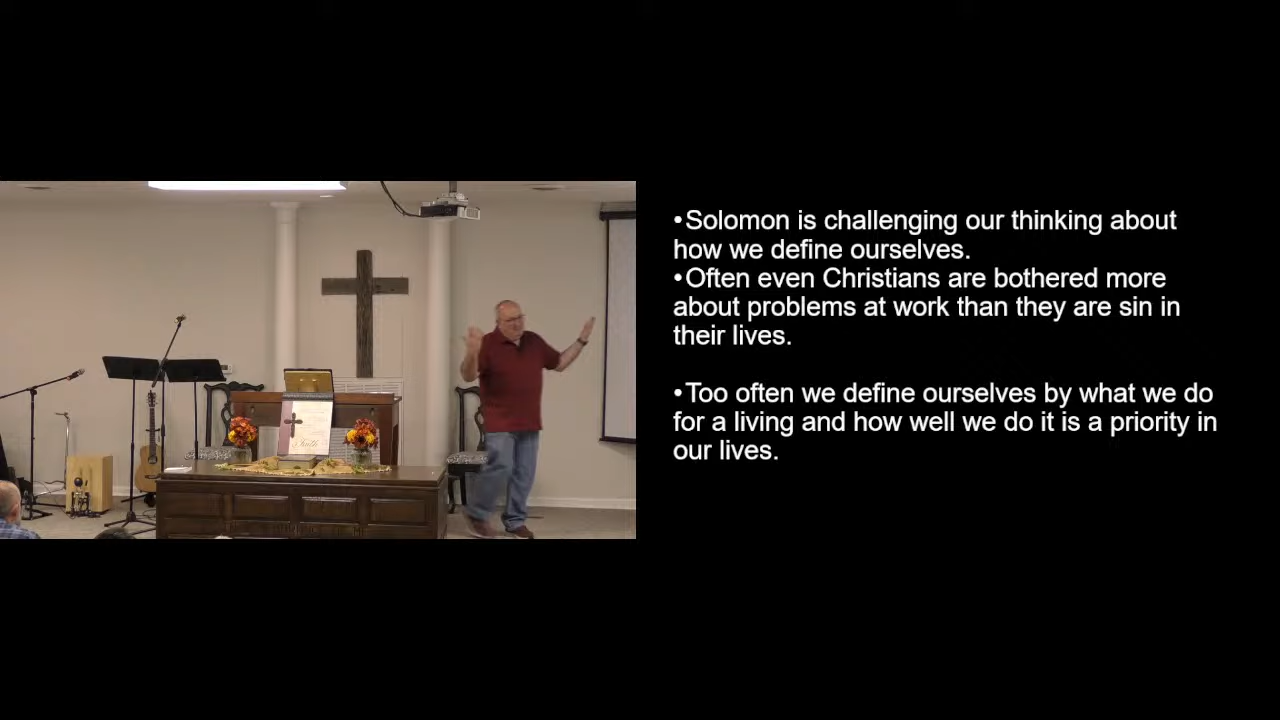 •Solomon is challenging our thinking about
how we define ourselves.
•Often even Christians are bothered more
about problems at work than they are sin in
their lives.
•Too often we define ourselves by what we do
for a living and how well we do it is a priority in
our lives.
Faith